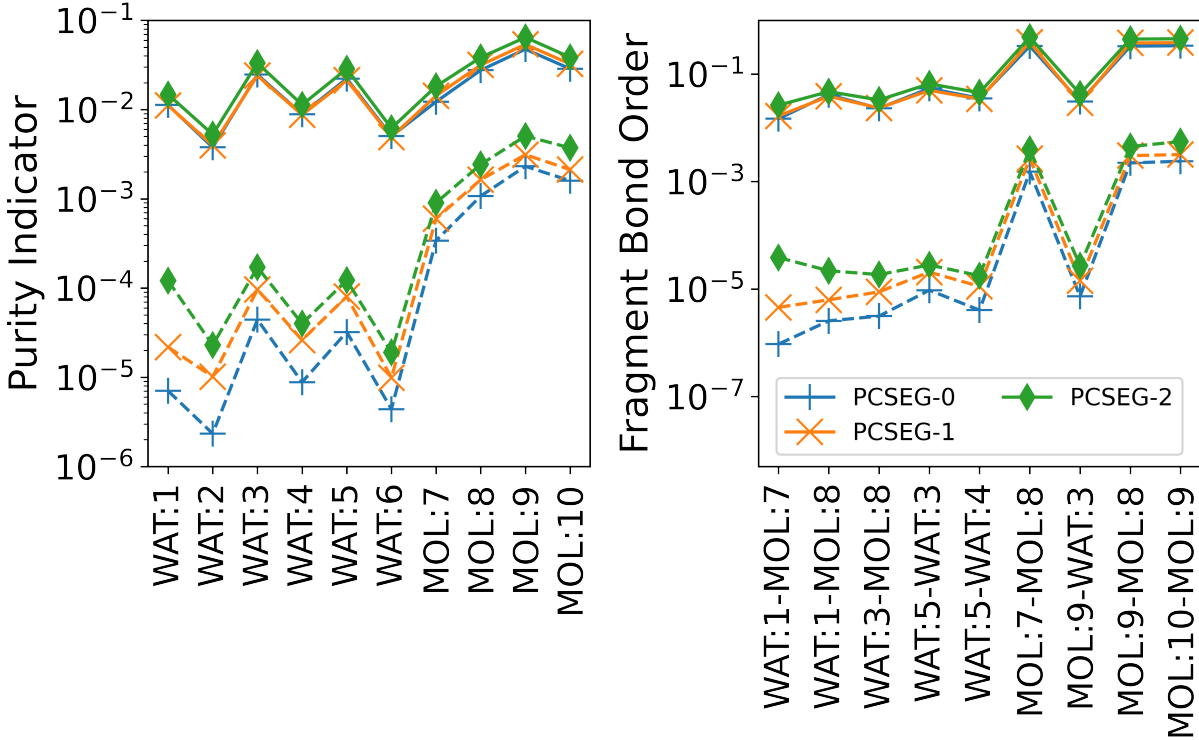 Purity Indicator
10⁻¹
10⁻²
10⁻³
10⁻⁴
10⁻⁵
10⁻⁶
WAT:1
WAT:2
WAT:3
WAT:4
WAT:5
WAT:6
MOL:7
MOL:8
MOL:9
MOL:10
Fragment Bond Order
10⁻¹
10⁻³
10⁻⁵
10⁻⁷
PCSEG-0
PCSEG-1
PCSEG-2
WAT:1-MOL:7
WAT:1-MOL:8
WAT:3-MOL:8
WAT:5-WAT:3
WAT:5-WAT:4
MOL:7-MOL:8
MOL:9-WAT:3
MOL:9-MOL:8
MOL:10-MOL:9